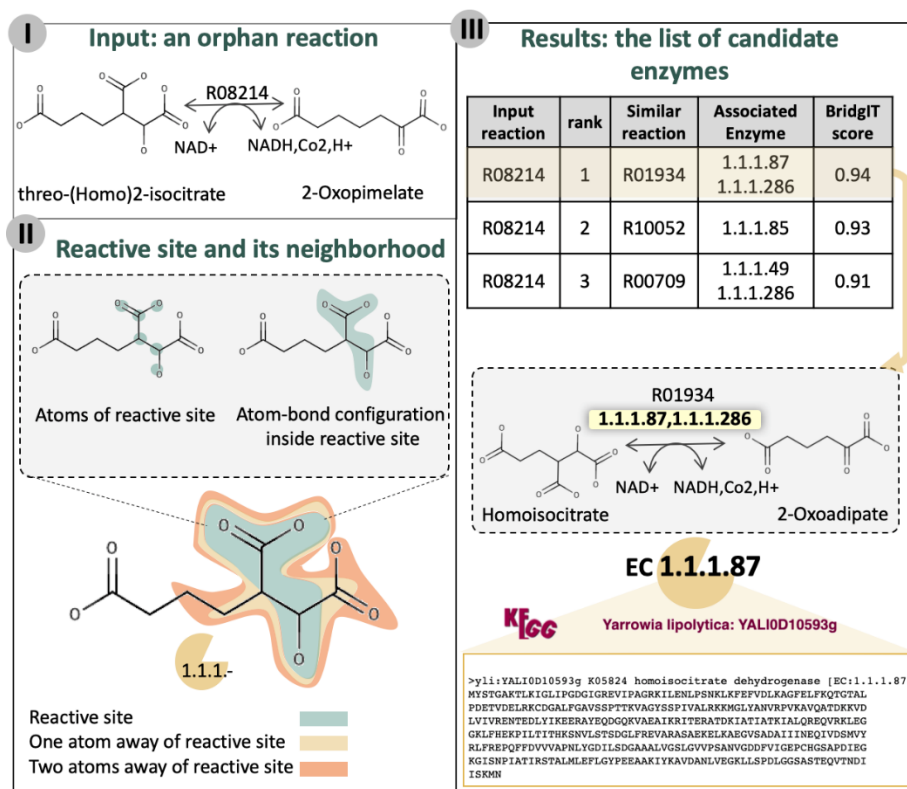 I
Input: an orphan reaction
R08214
NAD+
NADH,Co2,H+
threo-(Homo)2-isocitrate
2-Oxopimelate
II
Reactive site and its neighborhood
Atoms of reactive site
Atom-bond configuration
inside reactive site
1.1.1.-
Reactive site
One atom away of reactive site
Two atoms away of reactive site
III
Results: the list of candidate
enzymes
Input reaction rank Similar reaction Associated Enzyme BridgIT score
R08214 1 R01934 1.1.1.87 1.1.1.286 0.94
R08214 2 R10052 1.1.1.85 0.93
R08214 3 R00709 1.1.1.49 1.1.1.286 0.91
R01934
1.1.1.87,1.1.1.286
NAD+
NADH,Co2,H+
Homoisocitrate
2-Oxoadipate
EC 1.1.1.87
KEGG
Yarrowia lipolytica: YALI0D10593g
>yli:YALI0D10593g K05824 homoisocitrate dehydrogenase [EC:1.1.1.87
MYSTGAKTLKIGLIPGDGIGREVIPAGRKILENLPSNKLKFEFVDLKAGFELFKQTGTAL
PDETVDELRKCDGALFGAVSSPTTKVAGYSSPIVALRKKMGLYANVRPVKAVQATDKKVD
LVIVRENTEDLYIKEERAYEQDGQKVAEAIKRITERATDKIATIATKIALQREQVRKLEG
GKLFHEKPILTITHKSNVLSTSDGLFREVARASAEKELKAEGVSADAIIINEQIVDSMVY
RLFREPQFFDVVVAPNLYGDILSDGAAALVGSLGVVPSANVGDDFVIGEPCHGSAPDIEG
KGISNPIATIRSTALMLEFLGYPEEAAKIYKAVDANLVEGKLLSPDLGGSASTEQVTNDI
ISKMN